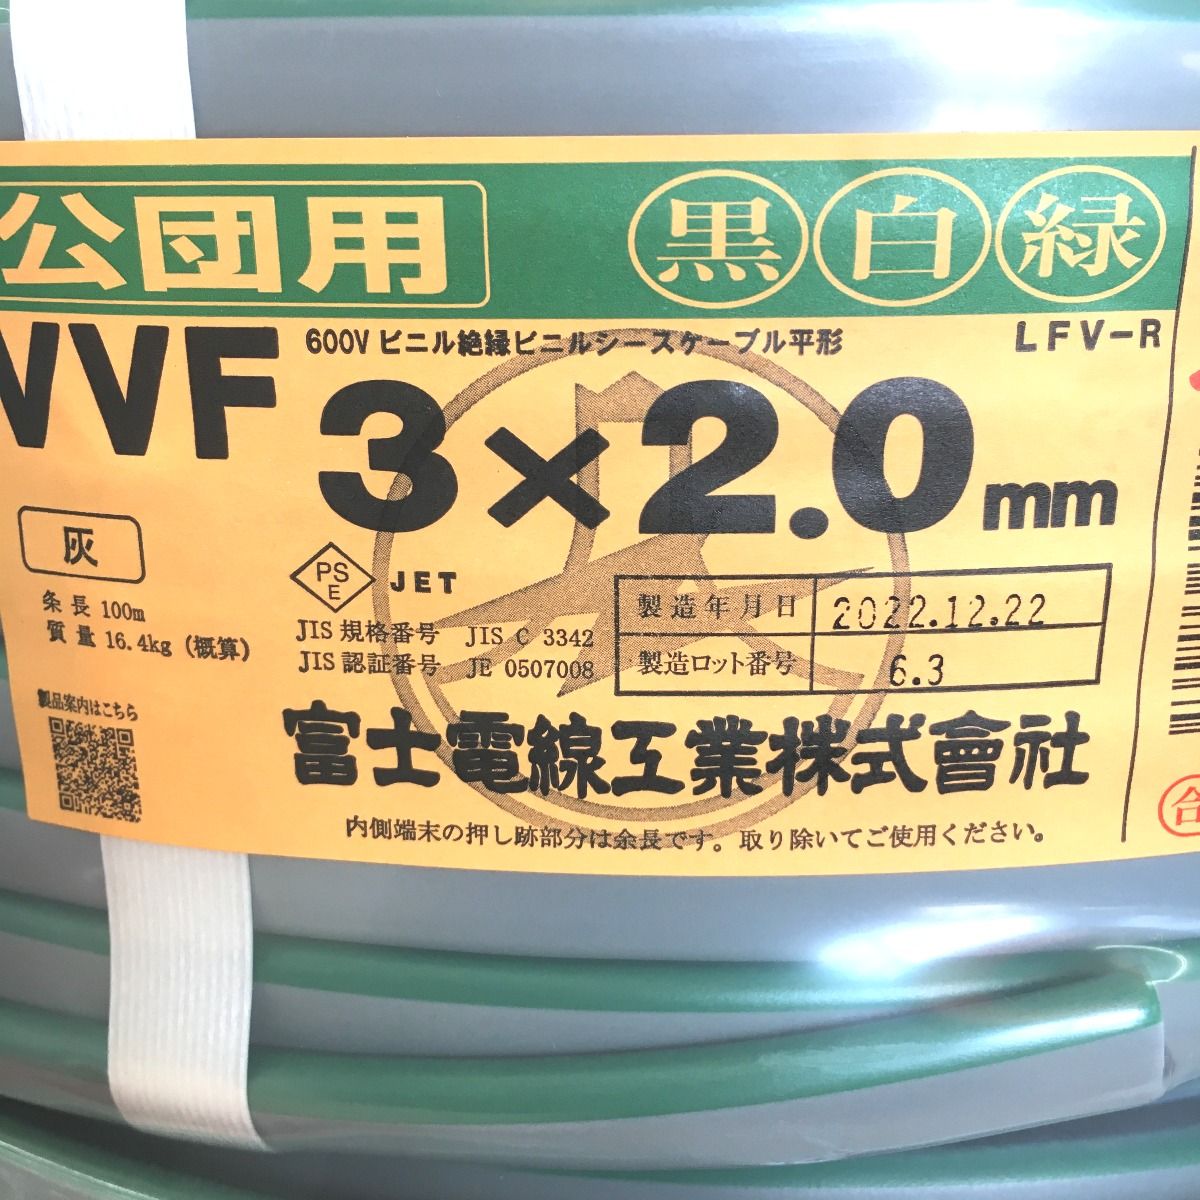 公団用 黒 白 緑
VVF 600V ビニル絶縁ビニルシースケーブル平形 LFV-R
3×2.0mm
灰
条長 100m
質量 16.4kg (概算)
製品案内はこちら
PS
E
JET
JIS 規格番号 JIS C 3342
JIS 認証番号 JE 0507008
製造年月日 2022.12.22
製造ロット番号 6.3
富士電線工業株式會社
内側端末の押し跡部分は余長です。取り除いてご使用ください。